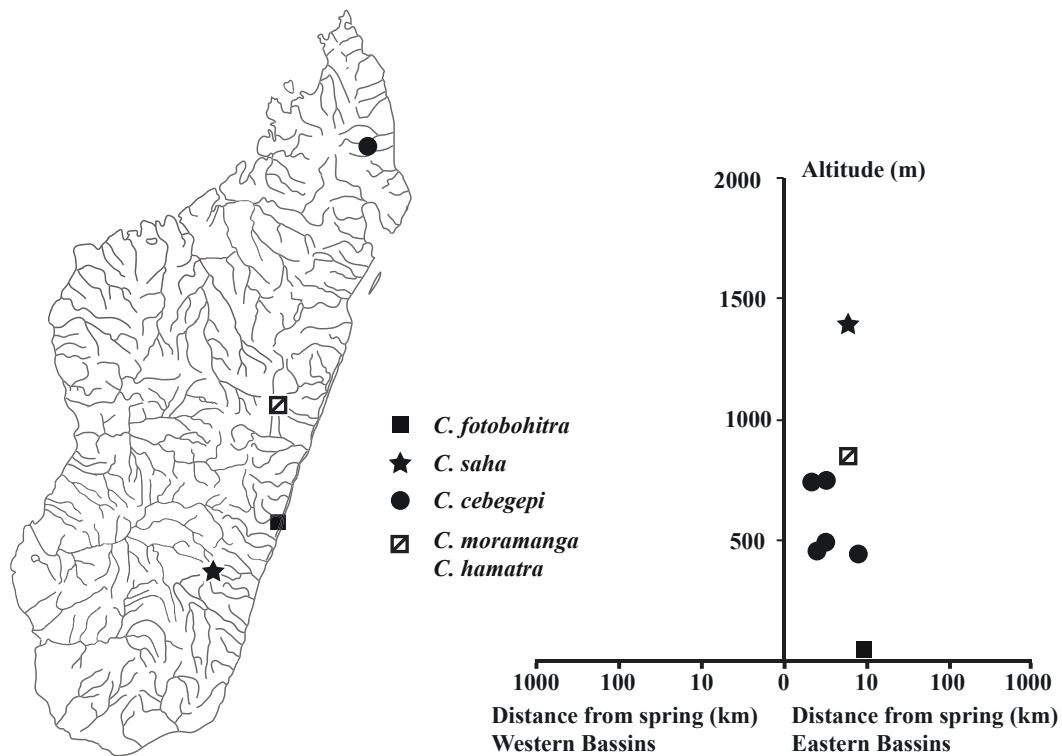 Altitude (m)
2000
1500
1000
500
C. fotobohitra
C. saha
C. cebegepi
C. moramanga
C. hamatra
1000 100 10 0 10 100 1000
Distance from spring (km)
Western Bassins
Distance from spring (km)
Eastern Bassins